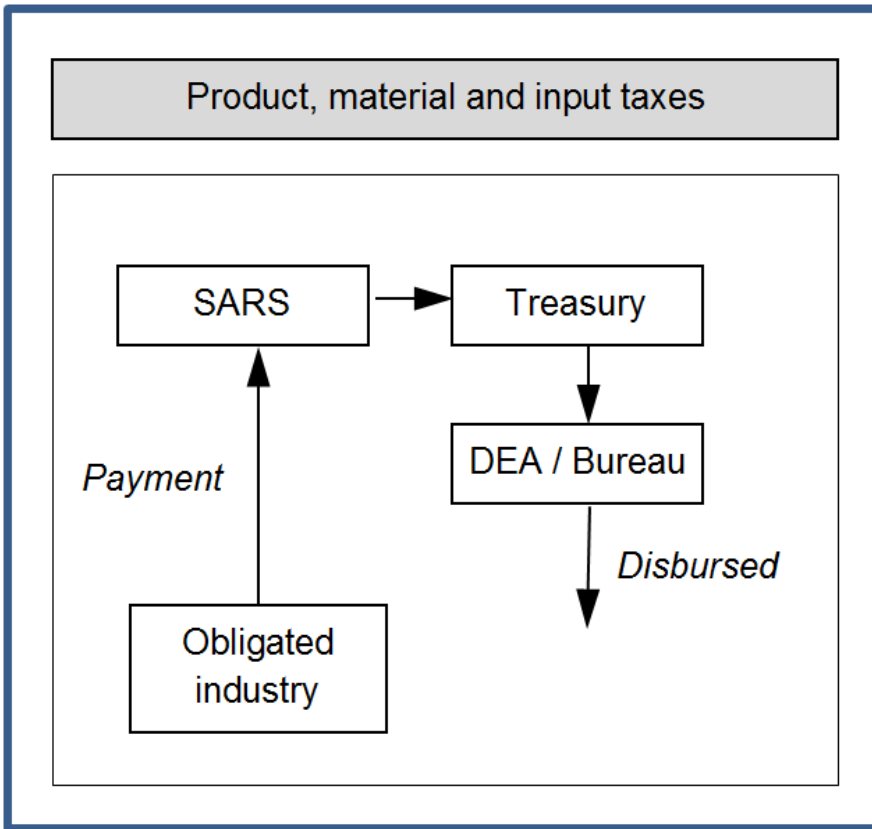 Product, material and input taxes
SARS
Treasury
DEA / Bureau
Payment
Disbursed
Obligated
industry